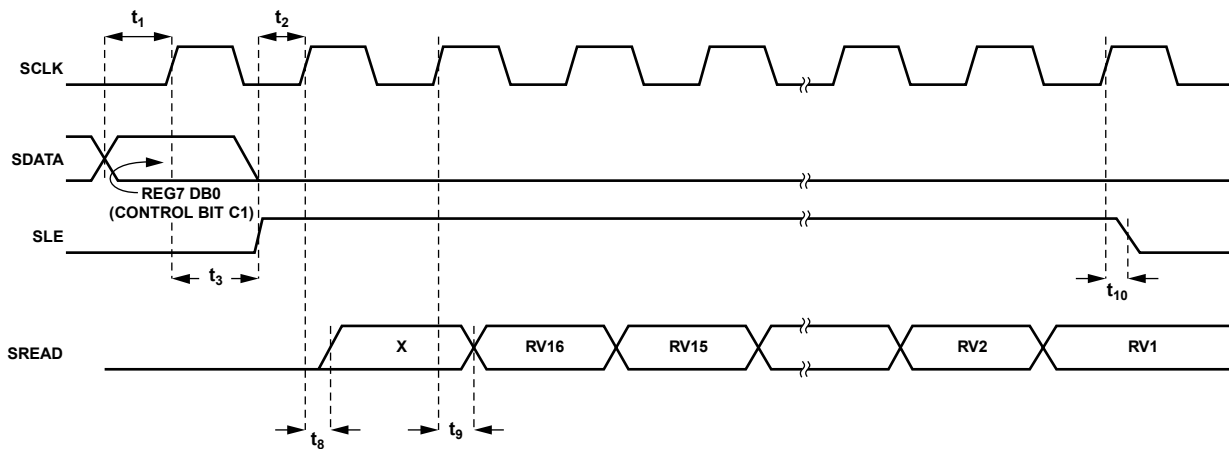 t1
t2
SCLK
SDATA
REG7 DB0
(CONTROL BIT C1)
SLE
t3
t10
SREAD
X
RV16
RV15
RV2
RV1
t8
t9